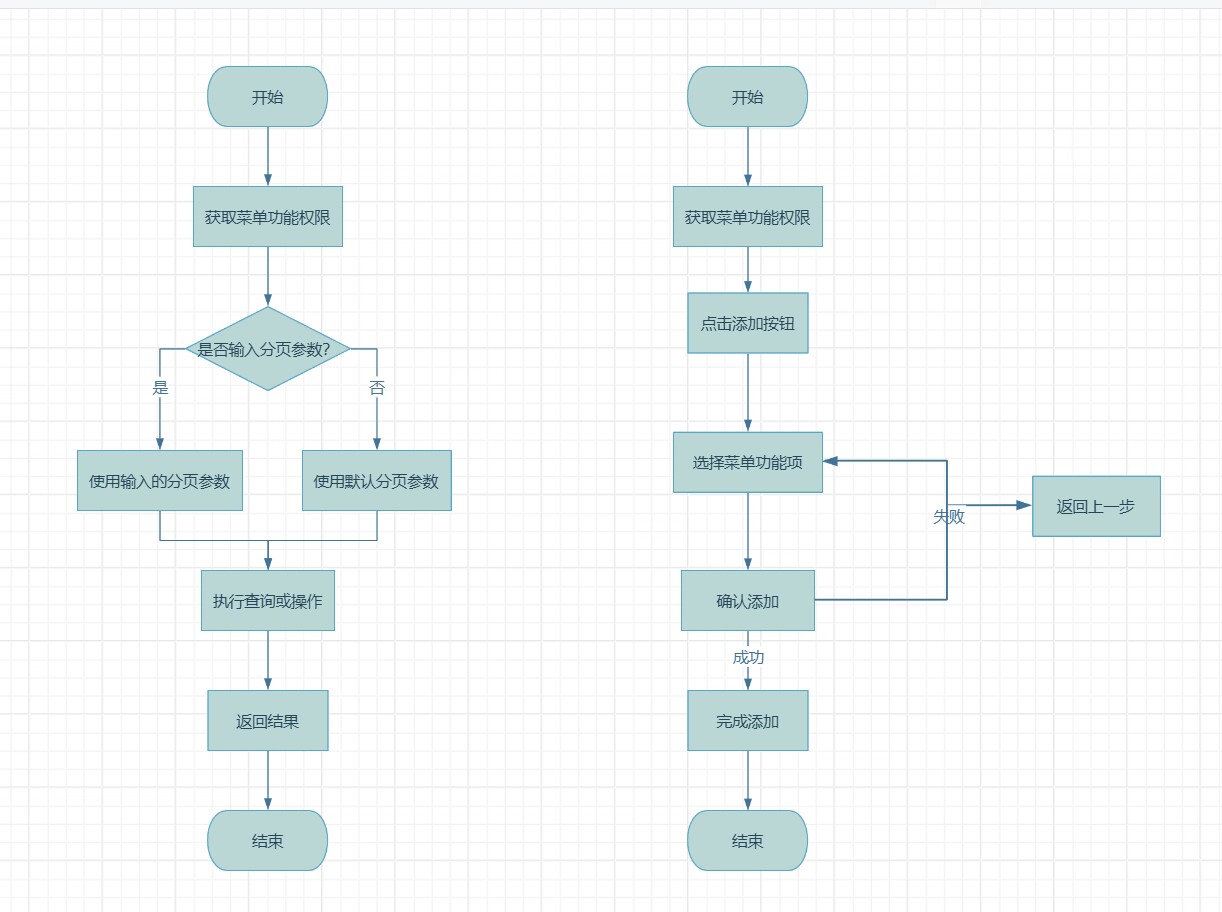 开始
获取菜单功能权限
是否输入分页参数?
是
否
使用输入的分页参数
使用默认分页参数
执行查询或操作
返回结果
结束
开始
获取菜单功能权限
点击添加按钮
选择菜单功能项
失败
返回上一步
确认添加
成功
完成添加
结束